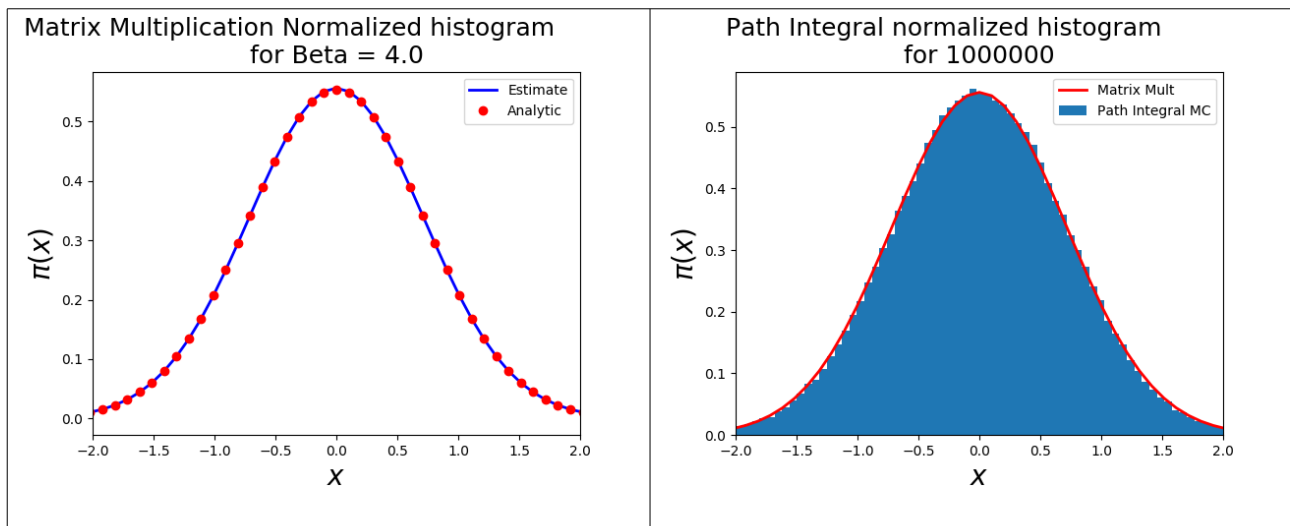 Matrix Multiplication Normalized histogram
for Beta = 4.0
Estimate
Analytic
π(x)
0.5
0.4
0.3
0.2
0.1
0.0
−2.0 −1.5 −1.0 −0.5 0.0 0.5 1.0 1.5 2.0
x
Path Integral normalized histogram
for 1000000
Matrix Mult
Path Integral MC
π(x)
0.5
0.4
0.3
0.2
0.1
0.0
−2.0 −1.5 −1.0 −0.5 0.0 0.5 1.0 1.5 2.0
x